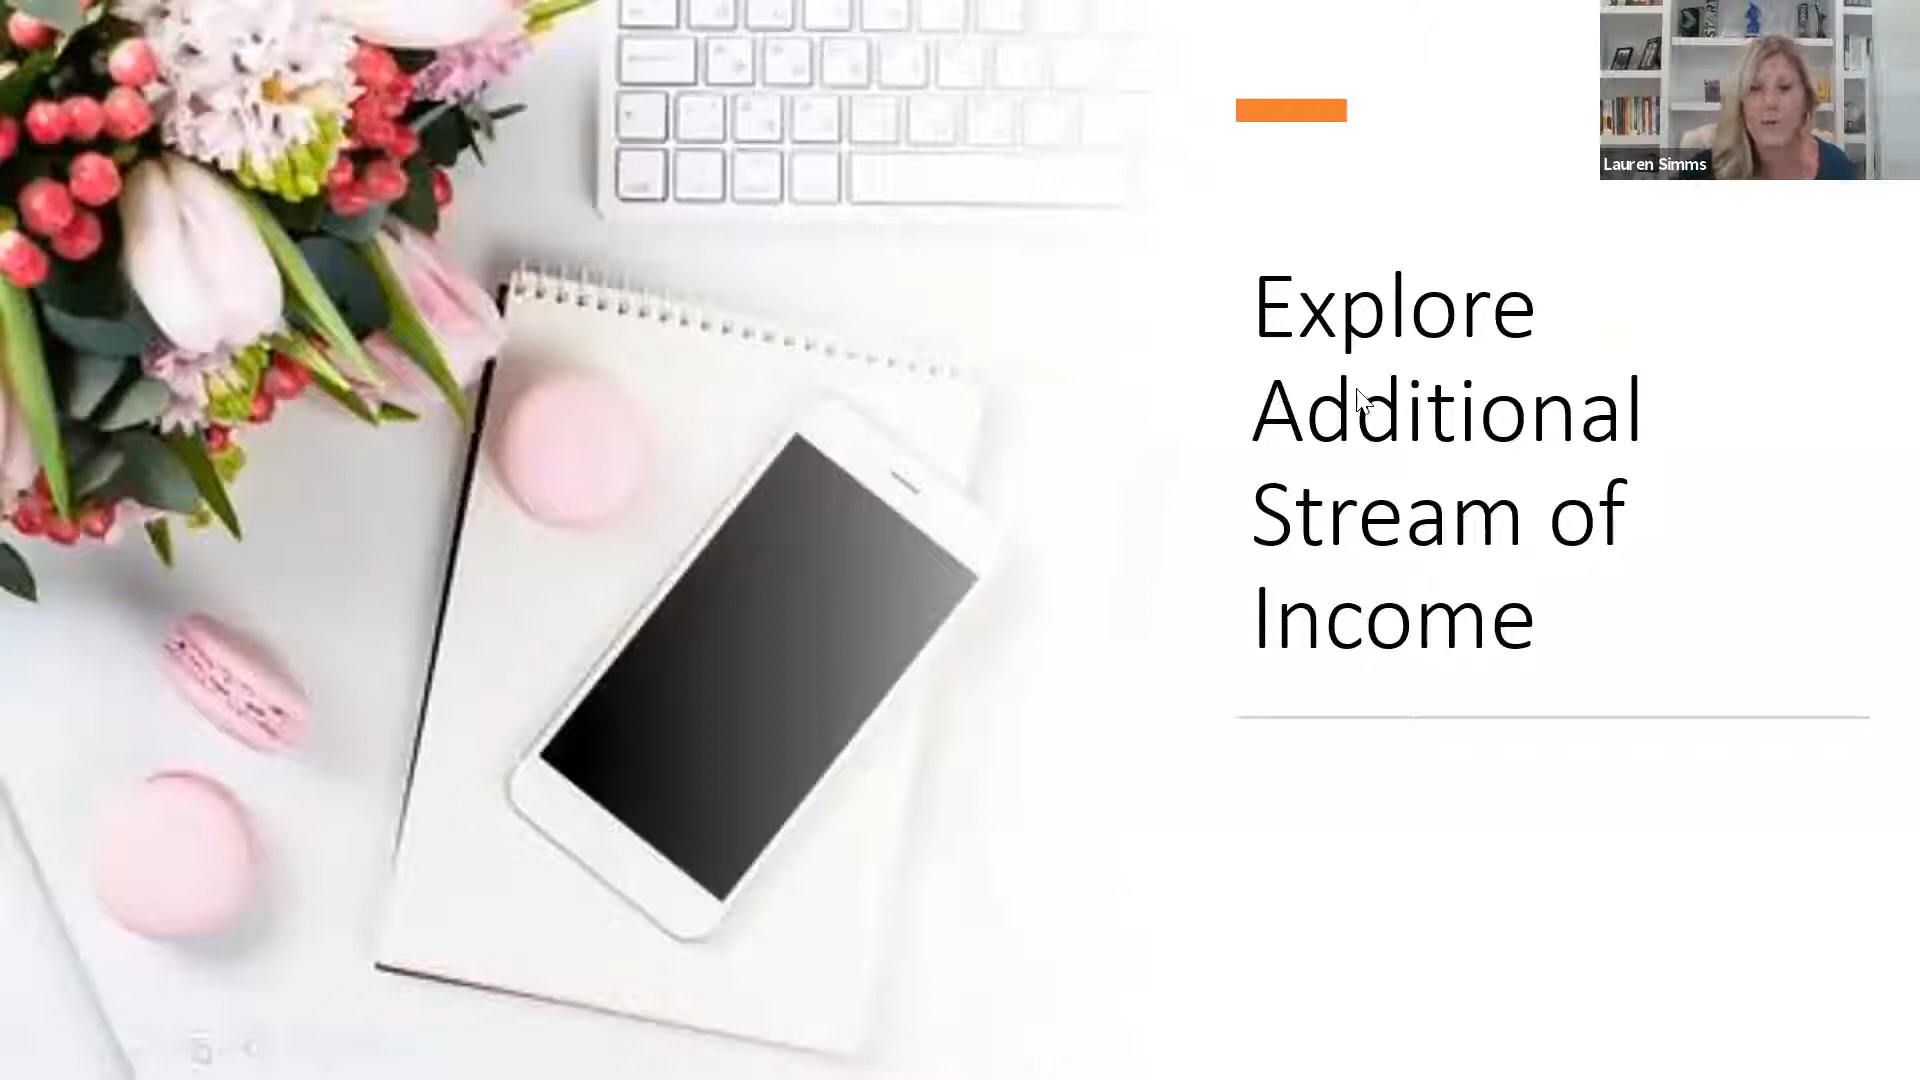 Lauren Simms
Explore
Additional
Stream of
Income